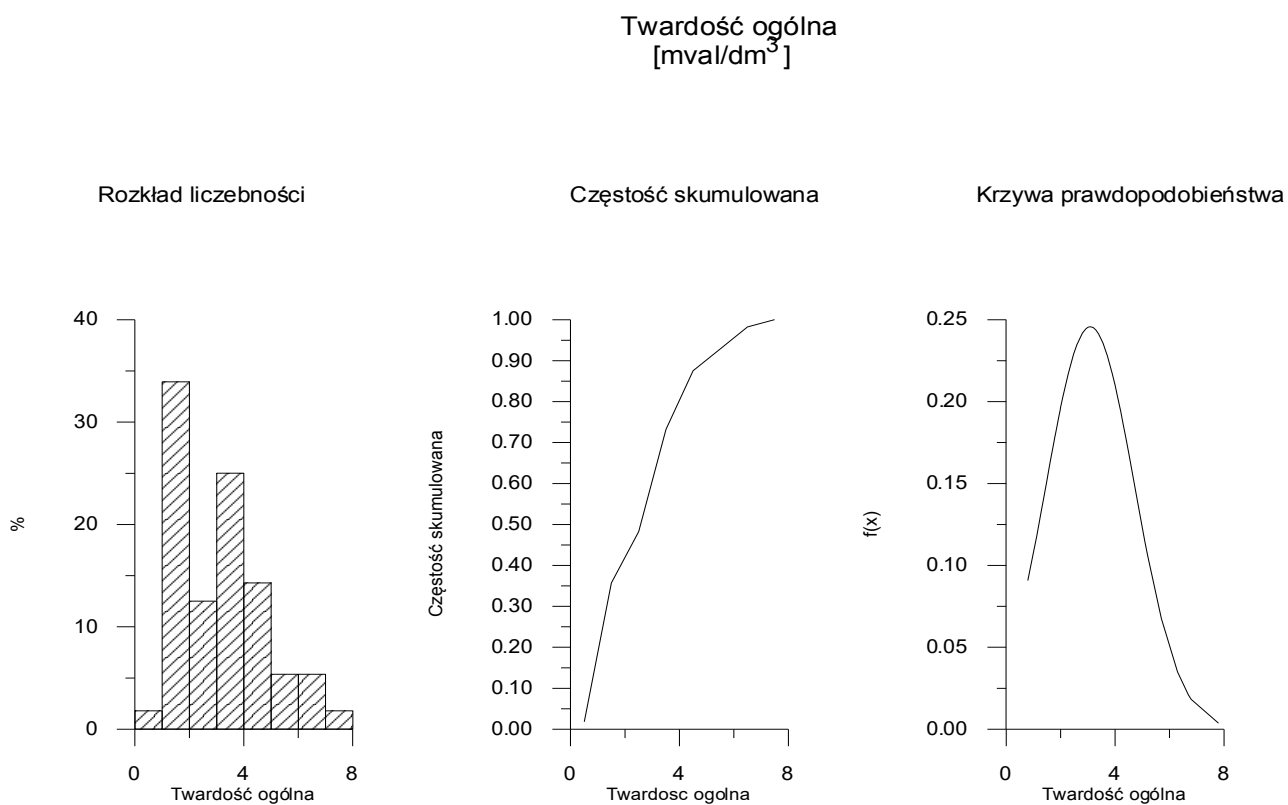 Twardość ogólna
[mval/dm³ ]
Rozkład liczebności
Częstość skumulowana
Krzywa prawdopodobieństwa
40
30
20
10
0
%
0 4 8
Twardość ogólna
1.00
0.90
0.80
0.70
0.60
0.50
0.40
0.30
0.20
0.10
0.00
Częstość skumulowana
0 4 8
Twardosc ogolna
0.25
0.20
0.15
0.10
0.05
0.00
f(x)
0 4 8
Twardość ogólna